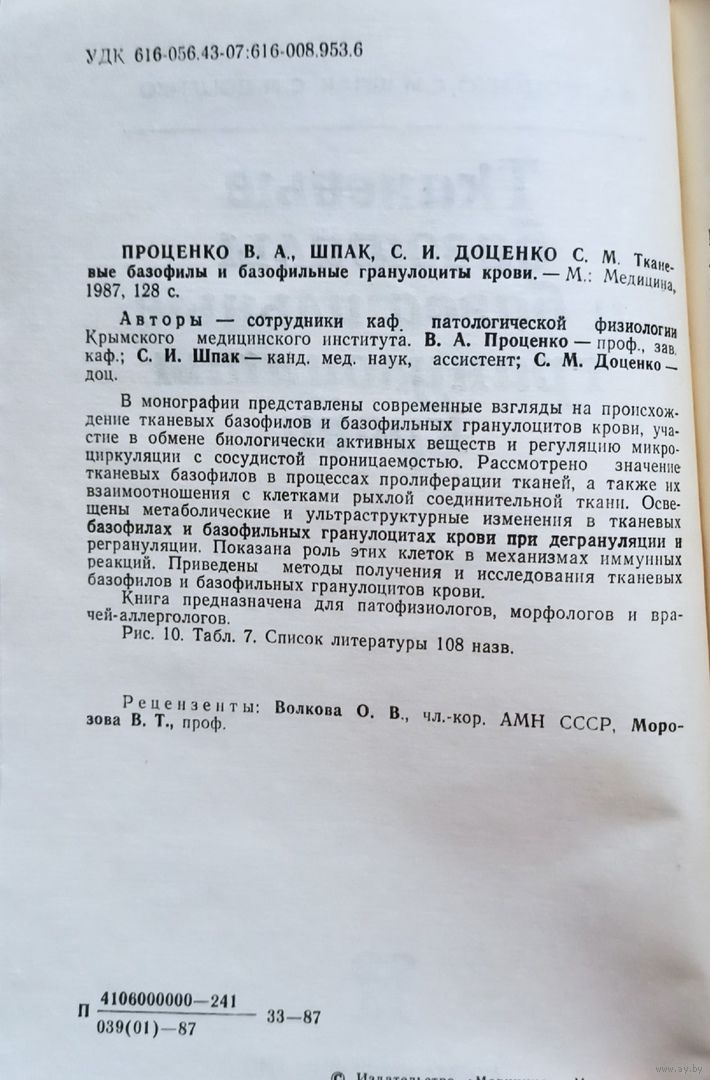 УДК 616-056.43-07:616-008.953.6
ПРОЦЕНКО В. А., ШПАК, С. И. ДОЦЕНКО С. М. Ткане-
вые базофилы и базофильные гранулоциты крови. — М.: Медицина,
1987, 128 с.
Авторы — сотрудники каф. патологической физиологии
Крымского медицинского института. В. А. Проценко — проф., зав.
каф.; С. И. Шпак — канд. мед. наук, ассистент; С. М. Доценко —
доц.
В монографии представлены современные взгляды на происхож-
дение тканевых базофилов и базофильных гранулоцитов крови, уча-
стие в обмене биологически активных веществ и регуляцию микро-
циркуляции с сосудистой проницаемостью. Рассмотрено значение
тканевых базофилов в процессах пролиферации тканей, а также их
взаимоотношения с клетками рыхлой соединительной ткани. Осве-
щены метаболические и ультраструктурные изменения в тканевых
базофилах и базофильных гранулоцитах крови при дегрануляции и
регрануляции. Показана роль этих клеток в механизмах иммунных
реакций. Приведены методы получения и исследования тканевых
базофилов и базофильных гранулоцитов крови.
Книга предназначена для патофизиологов, морфологов и вра-
чей-аллергологов.
Рис. 10. Табл. 7. Список литературы 108 назв.
Рецензенты: Волкова О. В., чл.-кор. АМН СССР, Моро-
зова В. Т., проф.
П 4106000000—241
039(01)—87 33—87
© Издательство
www.ay.by